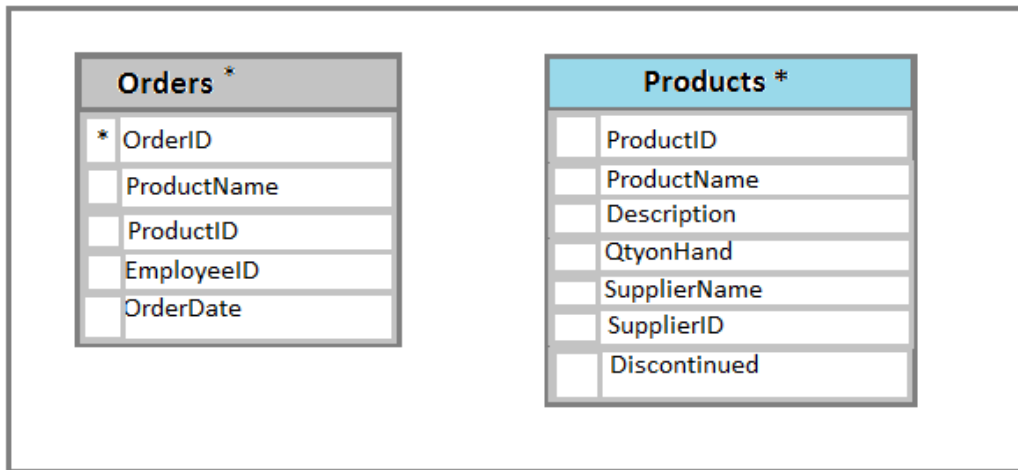 Orders *
* OrderID
ProductName
ProductID
EmployeeID
OrderDate
Products *
ProductID
ProductName
Description
QtyonHand
SupplierName
SupplierID
Discontinued